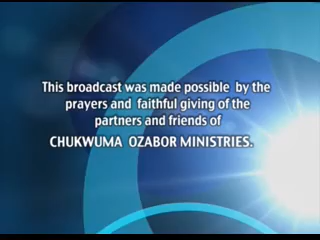 This broadcast was made possible by the
prayers and faithful giving of the
partners and friends of
CHUKWUMA OZABOR MINISTRIES.